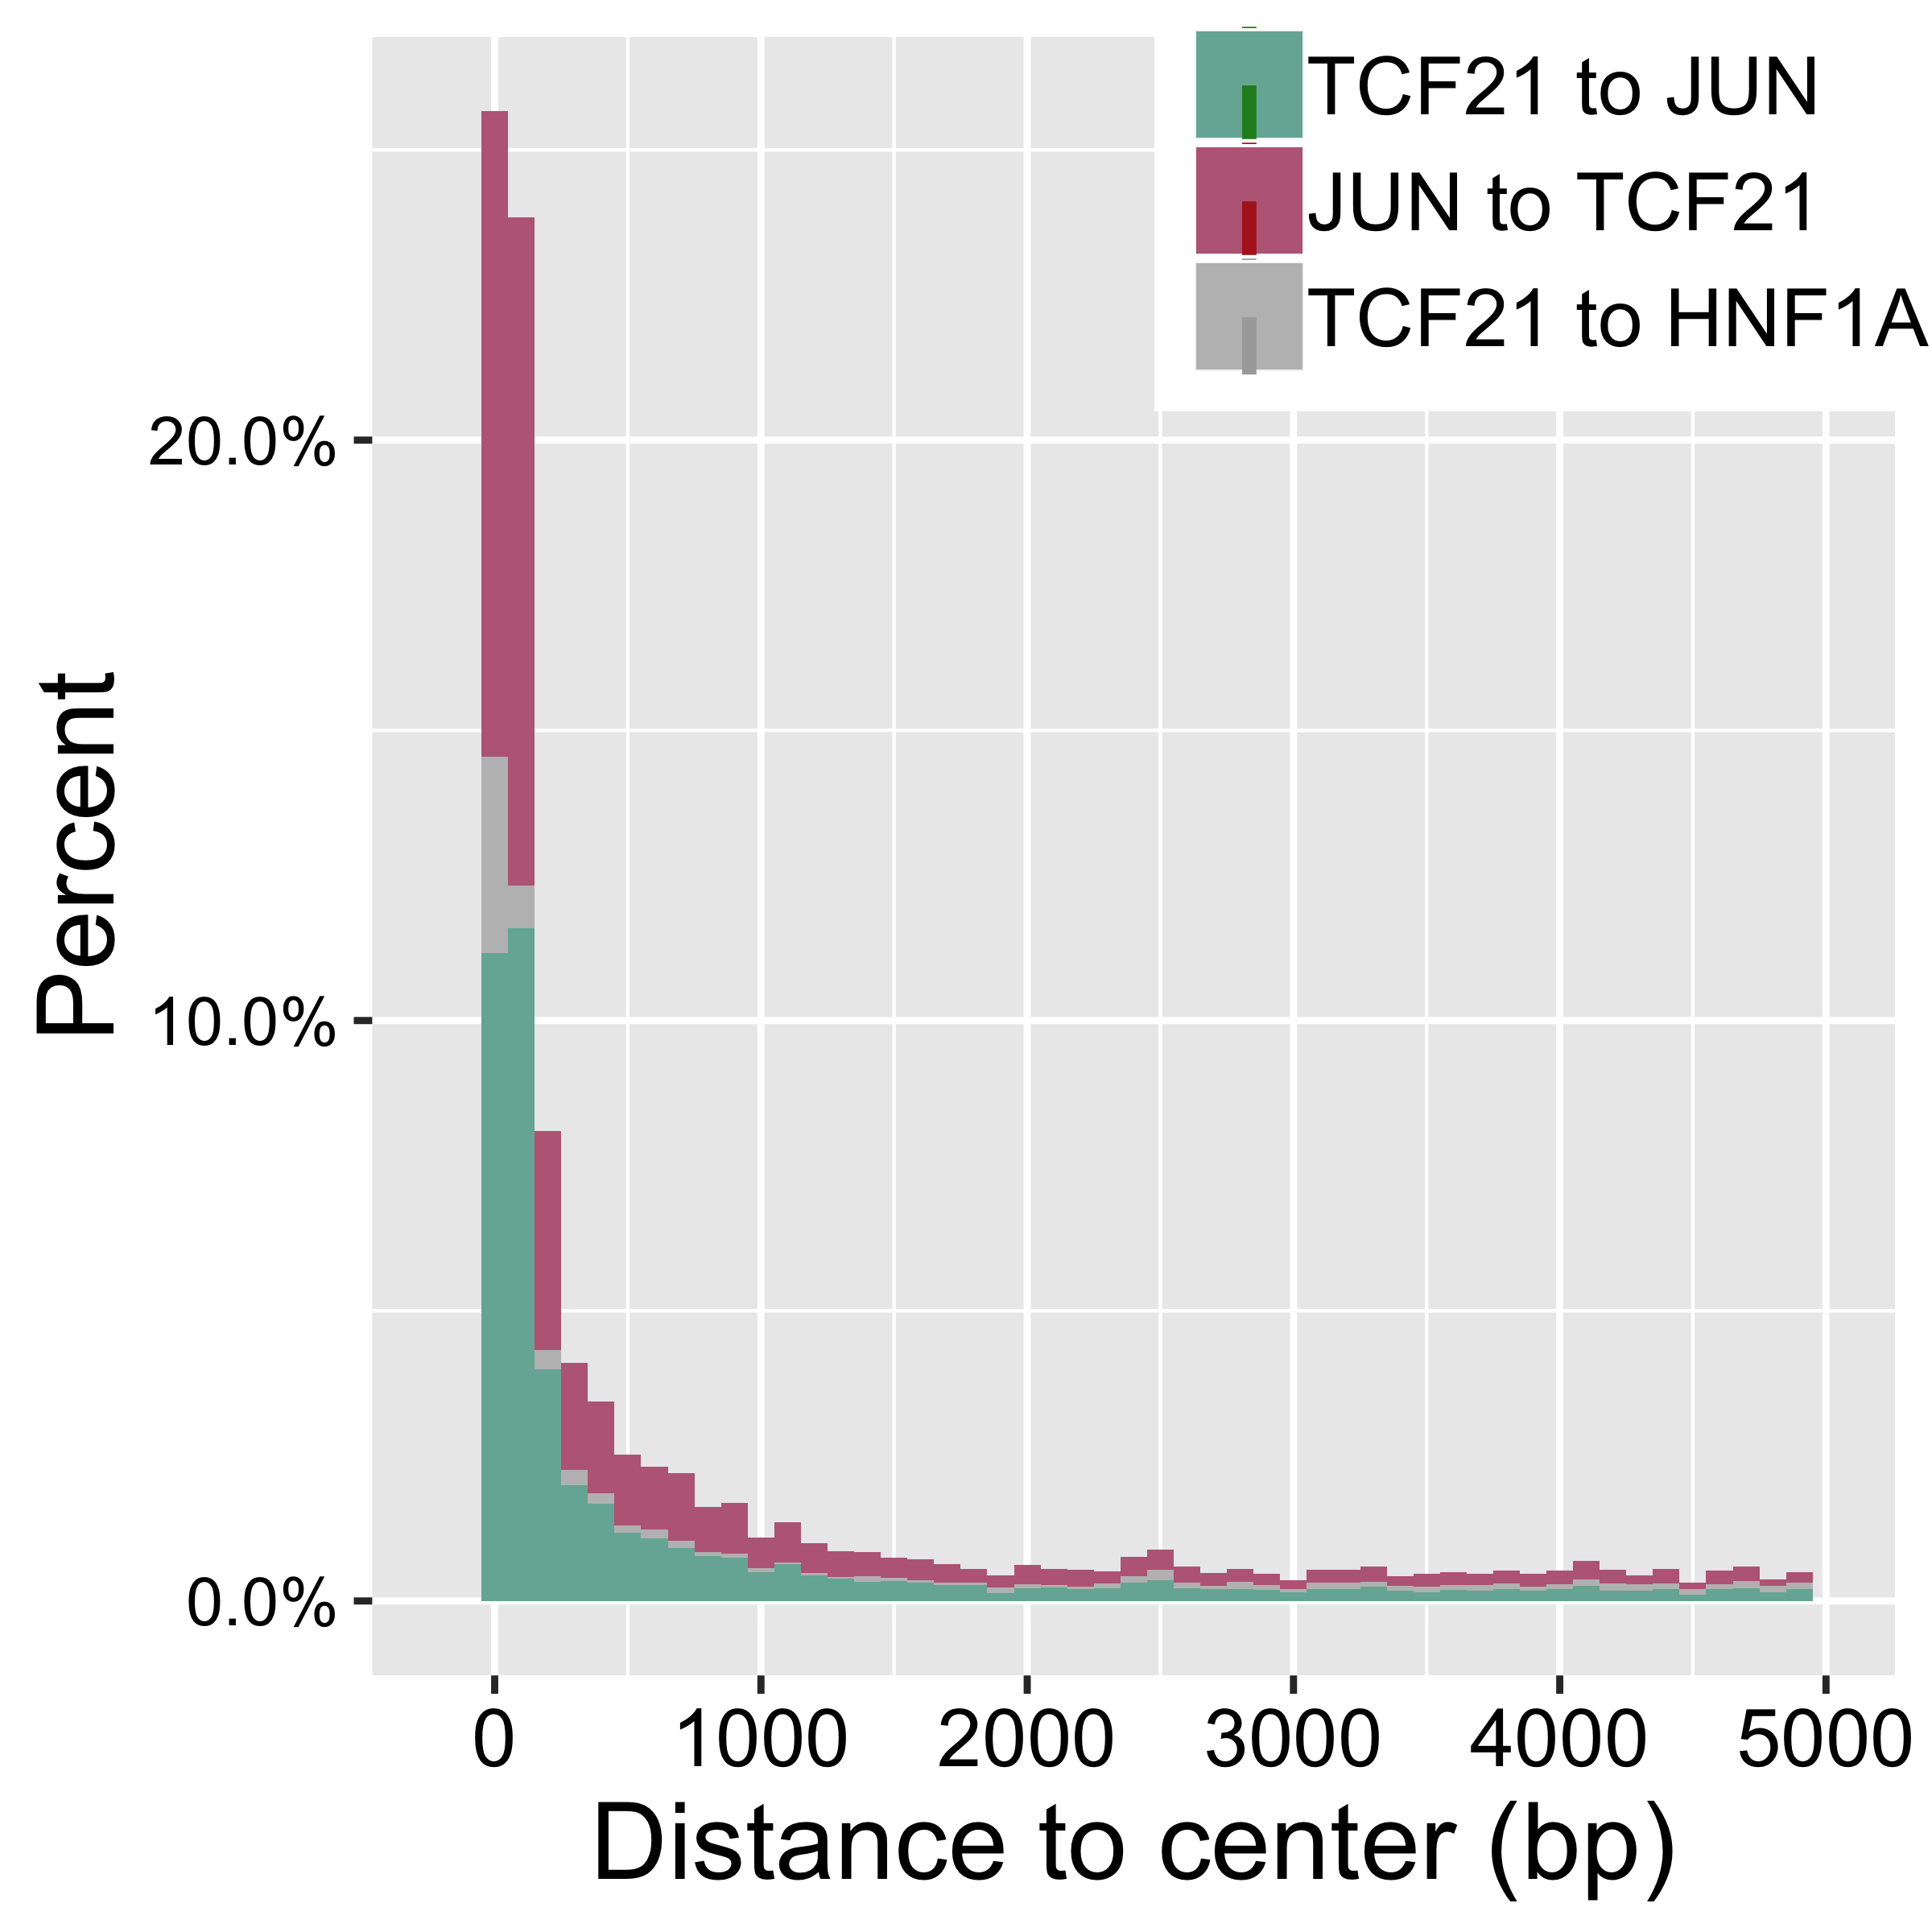 TCF21 to JUN
JUN to TCF21
TCF21 to HNF1A
20.0%
10.0%
0.0%
Percent
0 1000 2000 3000 4000 5000
Distance to center (bp)